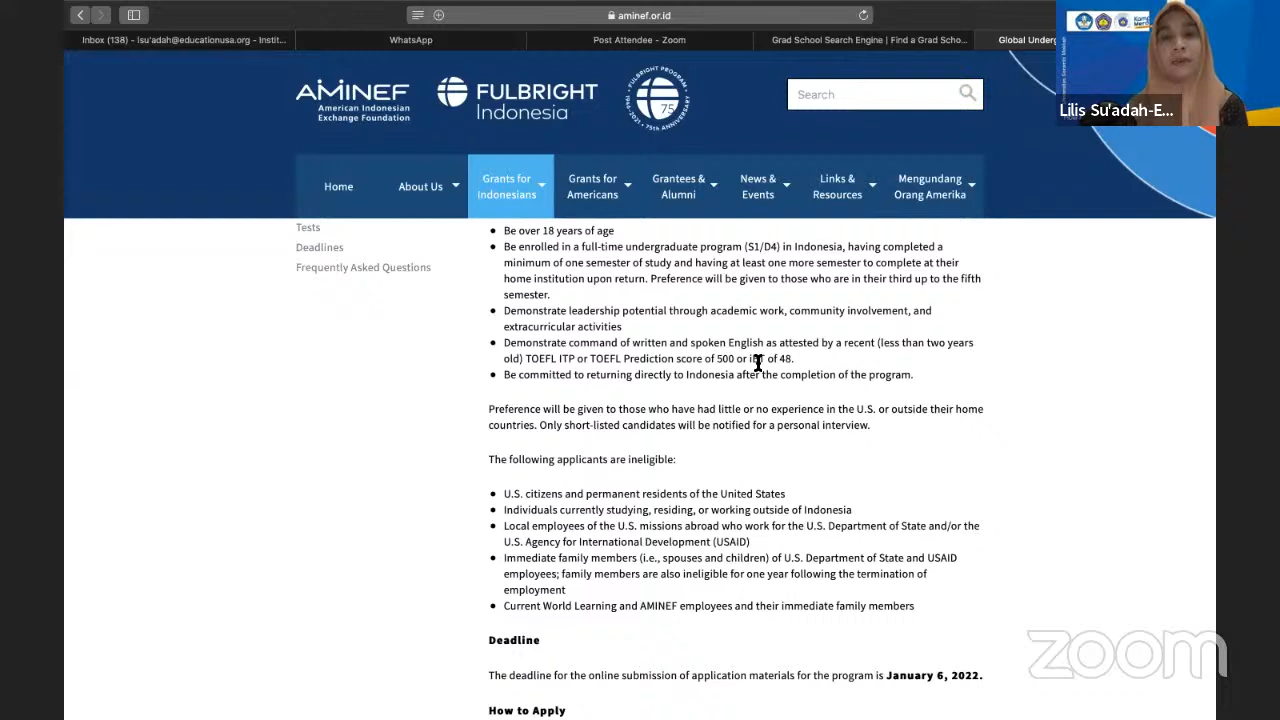 aminef.or.id
Inbox (138) - lsu'adah@educationusa.org - Instit...
WhatsApp
Post Attendee - Zoom
Grad School Search Engine | Find a Grad Scho...
Global Underg
Lilis Su'adah-E...
AMINEF
American Indonesian
Exchange Foundation
FULBRIGHT
Indonesia
FULBRIGHT PROGRAM
75
1946-2021 • 75th ANNIVERSARY
Search
Home
About Us
Grants for
Indonesians
Grants for
Americans
Grantees &
Alumni
News &
Events
Links &
Resources
Mengundang
Orang Amerika
Tests
Deadlines
Frequently Asked Questions
• Be over 18 years of age
• Be enrolled in a full-time undergraduate program (S1/D4) in Indonesia, having completed a
minimum of one semester of study and having at least one more semester to complete at their
home institution upon return. Preference will be given to those who are in their third up to the fifth
semester.
• Demonstrate leadership potential through academic work, community involvement, and
extracurricular activities
• Demonstrate command of written and spoken English as attested by a recent (less than two years
old) TOEFL ITP or TOEFL Prediction score of 500 or iBT of 48.
• Be committed to returning directly to Indonesia after the completion of the program.
Preference will be given to those who have had little or no experience in the U.S. or outside their home
countries. Only short-listed candidates will be notified for a personal interview.
The following applicants are ineligible:
• U.S. citizens and permanent residents of the United States
• Individuals currently studying, residing, or working outside of Indonesia
• Local employees of the U.S. missions abroad who work for the U.S. Department of State and/or the
U.S. Agency for International Development (USAID)
• Immediate family members (i.e., spouses and children) of U.S. Department of State and USAID
employees; family members are also ineligible for one year following the termination of
employment
• Current World Learning and AMINEF employees and their immediate family members
Deadline
The deadline for the online submission of application materials for the program is January 6, 2022.
How to Apply
zoom